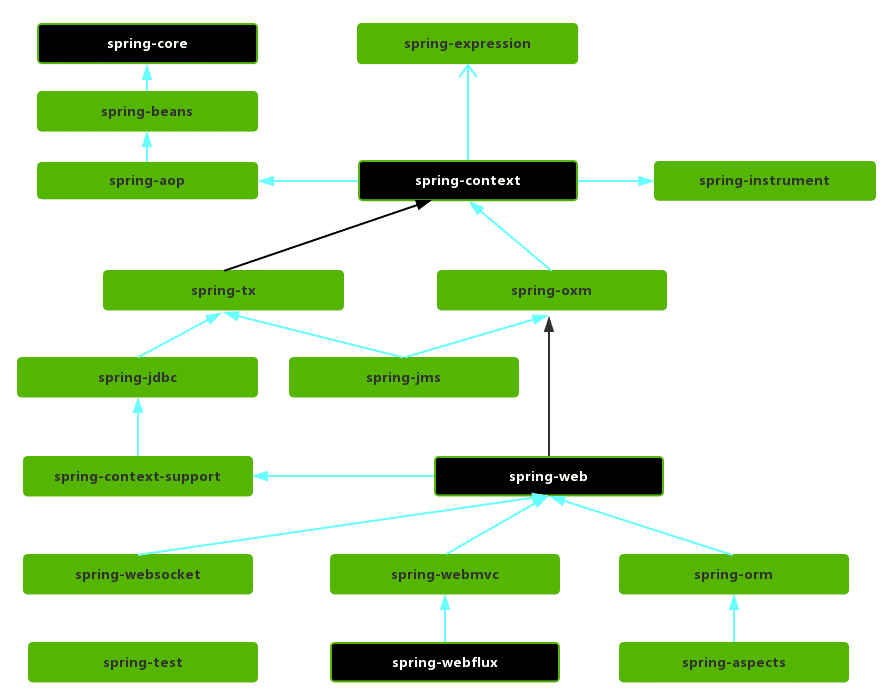 spring-core
spring-expression
spring-beans
spring-aop
spring-context
spring-instrument
spring-tx
spring-oxm
spring-jdbc
spring-jms
spring-context-support
spring-web
spring-websocket
spring-webmvc
spring-orm
spring-test
spring-webflux
spring-aspects